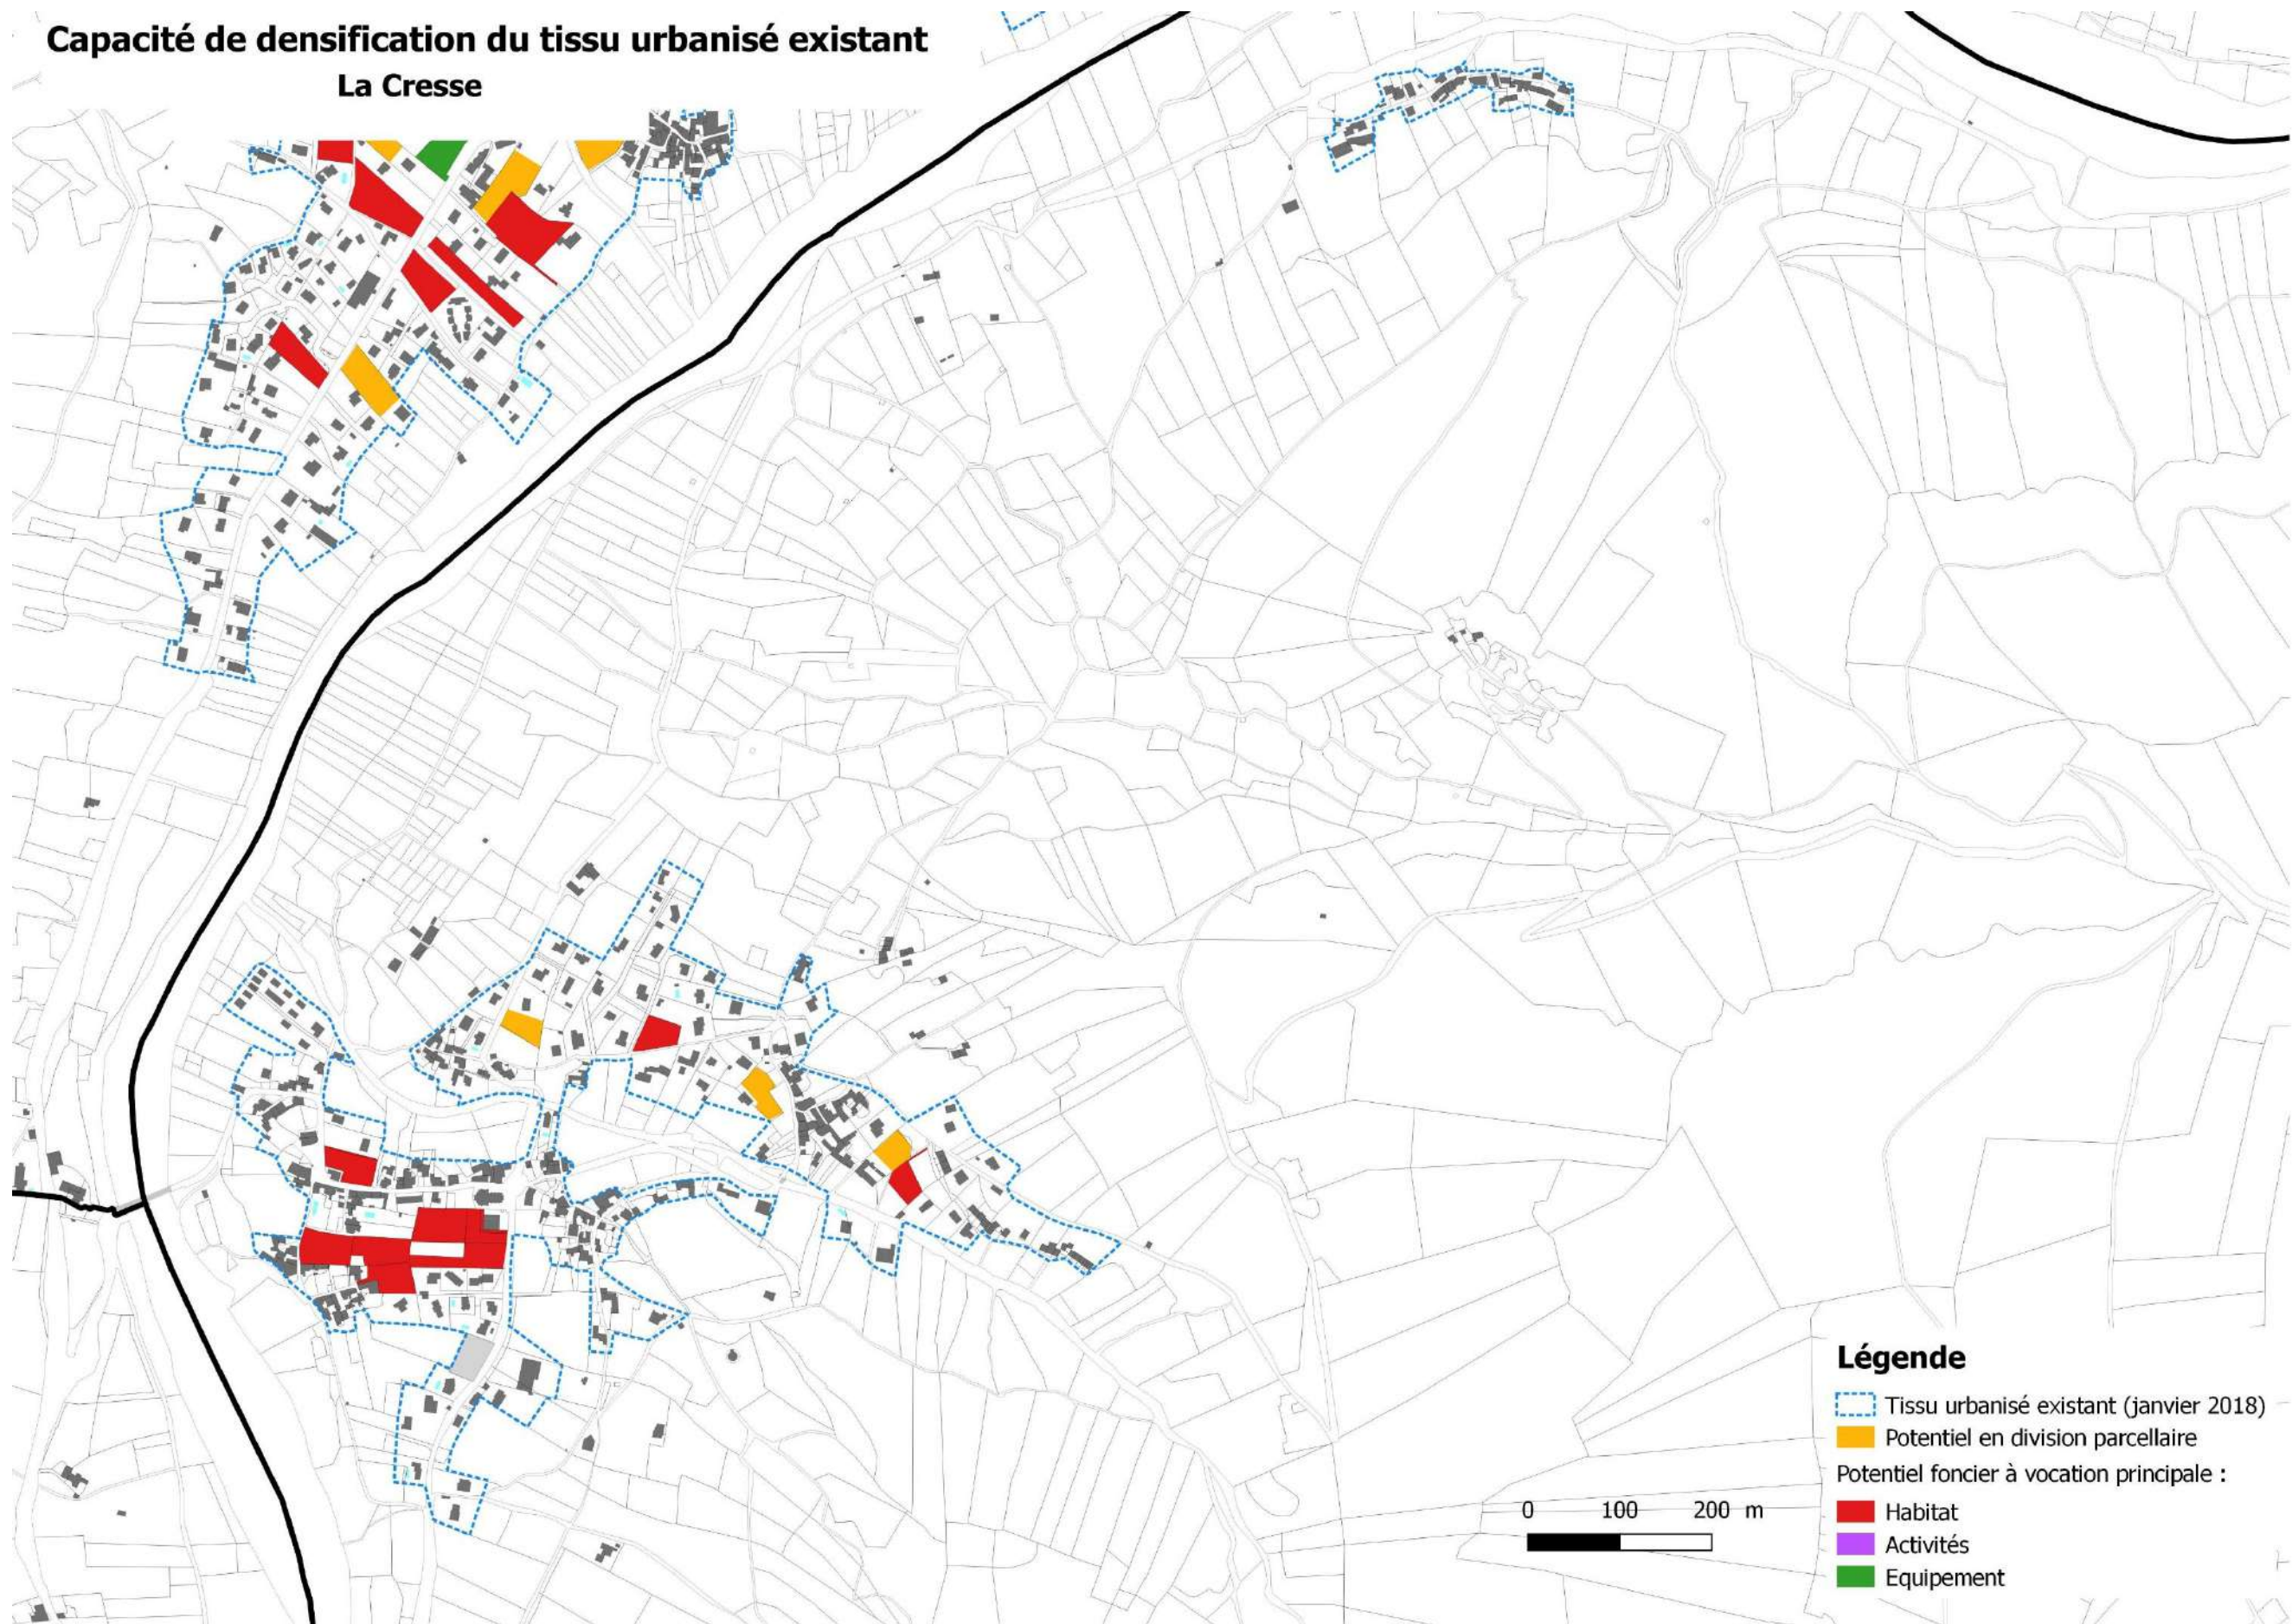 Capacité de densification du tissu urbanisé existant
La Cresse
Légende
Tissu urbanisé existant (janvier 2018)
Potentiel en division parcellaire
Potentiel foncier à vocation principale :
Habitat
Activités
Equipement
0 100 200 m